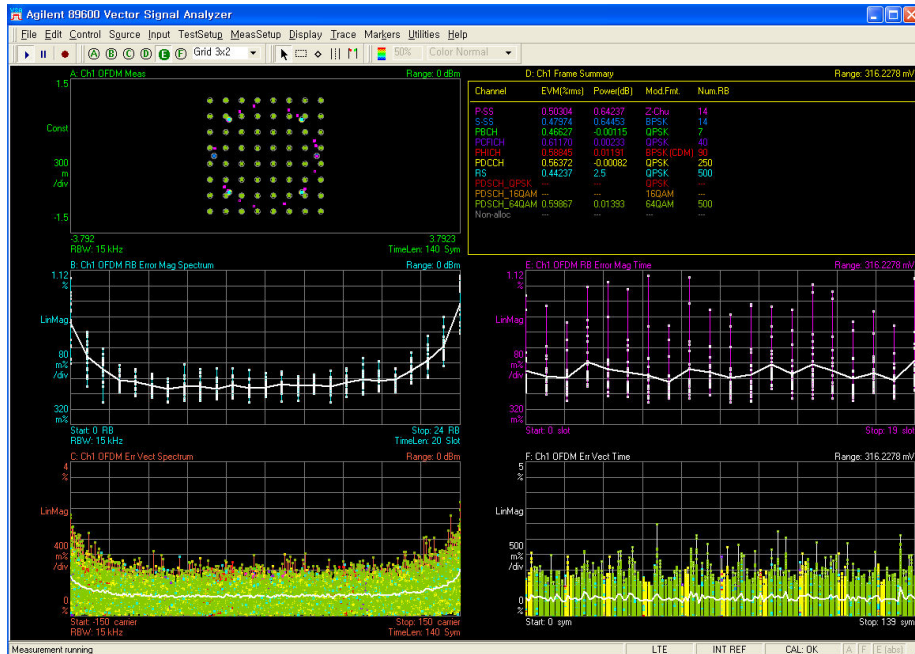 Agilent 89600 Vector Signal Analyzer
File Edit Control Source Input TestSetup MeasSetup Display Trace Markers Utilities Help
A B C D E F Grid 3x2 50% Color Normal
A: Ch1 OFDM Meas Range: 0 dBm
1.5
Const
300
m
/div
-1.5
-3.792 3.7923
RBW: 15 kHz TimeLen: 140 Sym
D: Ch1 Frame Summary Range: 316.2278 mV
Channel EVM(%rms) Power(dB) Mod.Fmt. Num.RB
P-SS 0.50304 0.64237 Z-Chu 14
S-SS 0.47974 0.64453 BPSK 14
PBCH 0.46627 -0.00115 QPSK 7
PCFICH 0.61170 0.00233 QPSK 40
PHICH 0.58845 0.01191 BPSK (CDM) 90
PDCCH 0.56372 -0.00082 QPSK 250
RS 0.44237 2.5 QPSK 500
PDSCH_QPSK --- --- QPSK ---
PDSCH_16QAM --- --- 16QAM ---
PDSCH_64QAM 0.59867 0.01393 64QAM 500
Non-alloc --- --- ---
B: Ch1 OFDM RB Error Mag Spectrum Range: 0 dBm
1.12
%
LinMag
80
m%
/div
320
m%
Start: 0 RB Stop: 24 RB
RBW: 15 kHz TimeLen: 20 Slot
E: Ch1 OFDM RB Error Mag Time Range: 316.2278 mV
1.12
%
LinMag
80
m%
/div
320
m%
Start: 0 slot Stop: 19 slot
C: Ch1 OFDM Err Vect Spectrum Range: 0 dBm
4
%
LinMag
400
m%
/div
0
%
Start: -150 carrier Stop: 150 carrier
RBW: 15 kHz TimeLen: 140 Sym
F: Ch1 OFDM Err Vect Time Range: 316.2278 mV
5
%
LinMag
500
m%
/div
0
%
Start: 0 sym Stop: 139 sym
Measurement running LTE INT REF CAL: OK A F E (abs)